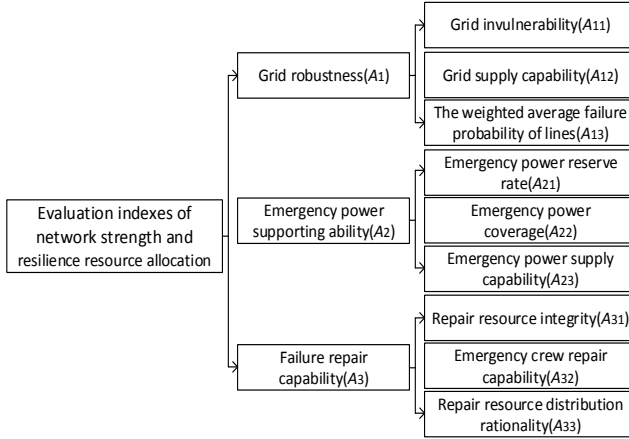 Evaluation indexes of
network strength and
resilience resource allocation
Grid robustness(A1)
Grid invulnerability(A11)
Grid supply capability(A12)
The weighted average failure
probability of lines(A13)
Emergency power
supporting ability(A2)
Emergency power reserve
rate(A21)
Emergency power
coverage(A22)
Emergency power supply
capability(A23)
Failure repair
capability(A3)
Repair resource integrity(A31)
Emergency crew repair
capability(A32)
Repair resource distribution
rationality(A33)